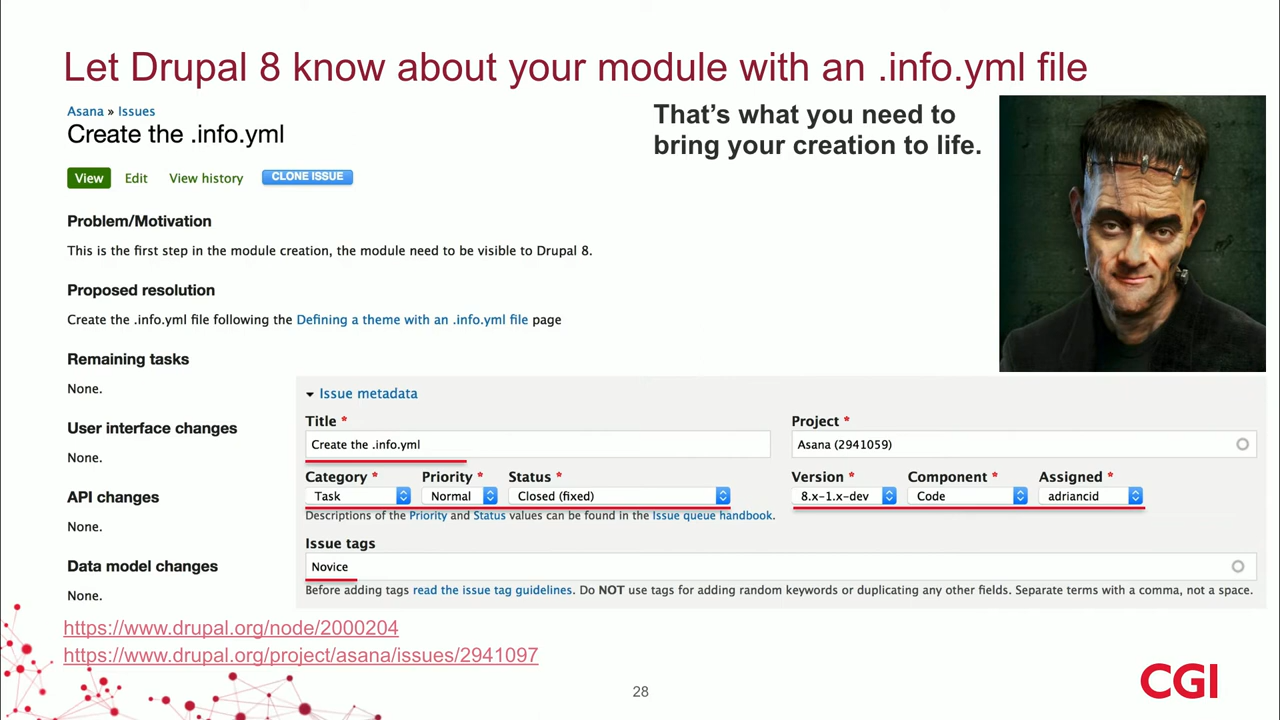 Let Drupal 8 know about your module with an .info.yml file
Asana » Issues
Create the .info.yml
That's what you need to
bring your creation to life.
View Edit View history CLONE ISSUE
Problem/Motivation
This is the first step in the module creation, the module need to be visible to Drupal 8.
Proposed resolution
Create the .info.yml file following the Defining a theme with an .info.yml file page
Remaining tasks
None.
User interface changes
None.
API changes
None.
Data model changes
None.
Issue metadata
Title * Project *
Create the .info.yml Asana (2941059)
Category * Priority * Status * Version * Component * Assigned *
Task Normal Closed (fixed) 8.x-1.x-dev Code adriancid
Descriptions of the Priority and Status values can be found in the Issue queue handbook.
Issue tags
Novice
Before adding tags read the issue tag guidelines. Do NOT use tags for adding random keywords or duplicating any other fields. Separate terms with a comma, not a space.
https://www.drupal.org/node/2000204
https://www.drupal.org/project/asana/issues/2941097
28
CGI